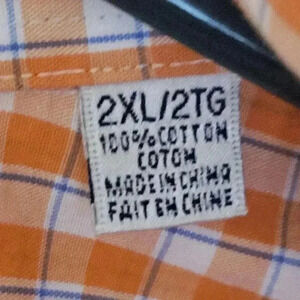 2XL/2TG
100% COTTON
COTON
MADE IN CHINA
FAIT EN CHINE